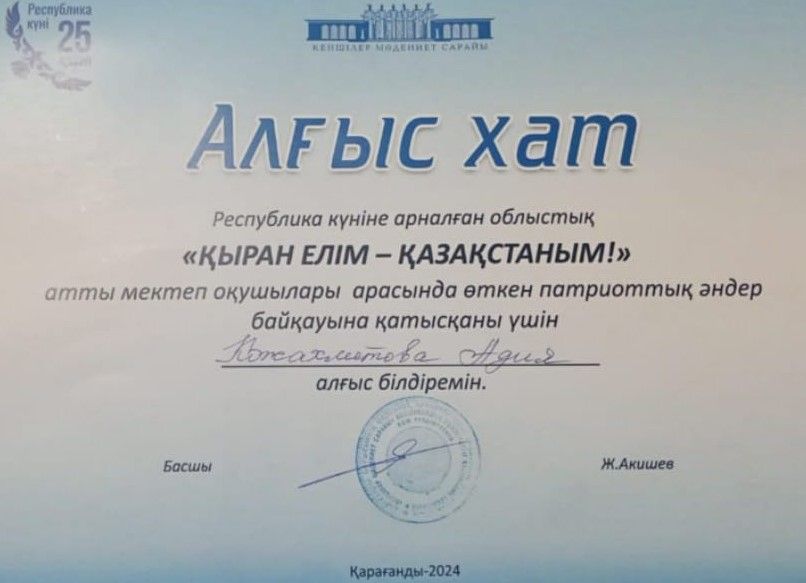 Республика
күні 25
КЕНШІЛЕР МӘДЕНИЕТ САРАЙЫ
Алғыс хат
Республика күніне арналған облыстық
«ҚЫРАН ЕЛІМ – ҚАЗАҚСТАНЫМ!»
атты мектеп оқушылары арасында өткен патриоттық әндер
байқауына қатысқаны үшін
Кожахметова Адия
алғыс білдіремін.
Басшы Ж.Акишев
Қарағанды-2024